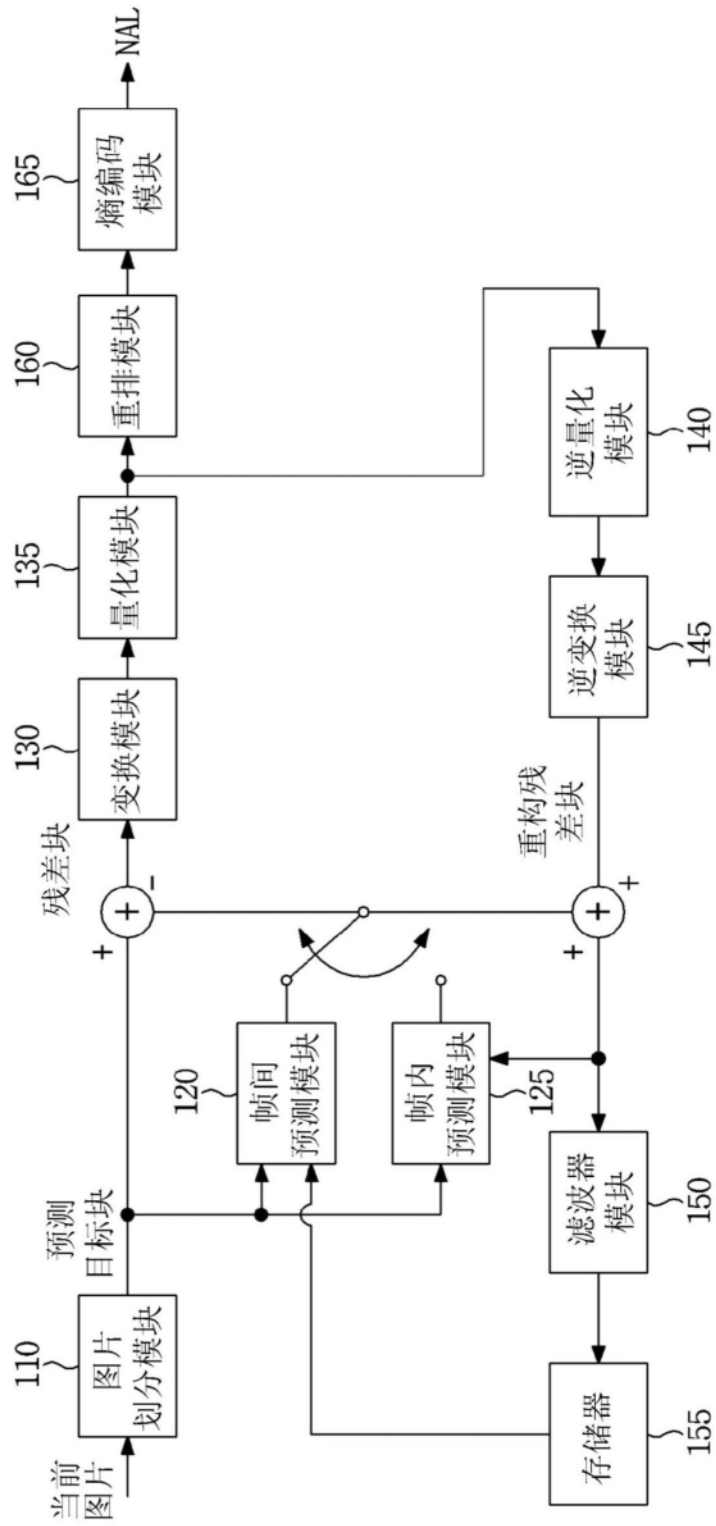 当前
图片
110
图片
划分模块
预测
目标块
+
+
-
残差块
130
变换模块
135
量化模块
160
重排模块
165
熵编码
模块
NAL
120
帧间
预测模块
帧内
预测模块
125
155
存储器
150
滤波器
模块
+
+
+
重构残
差块
145
逆变换
模块
140
逆量化
模块